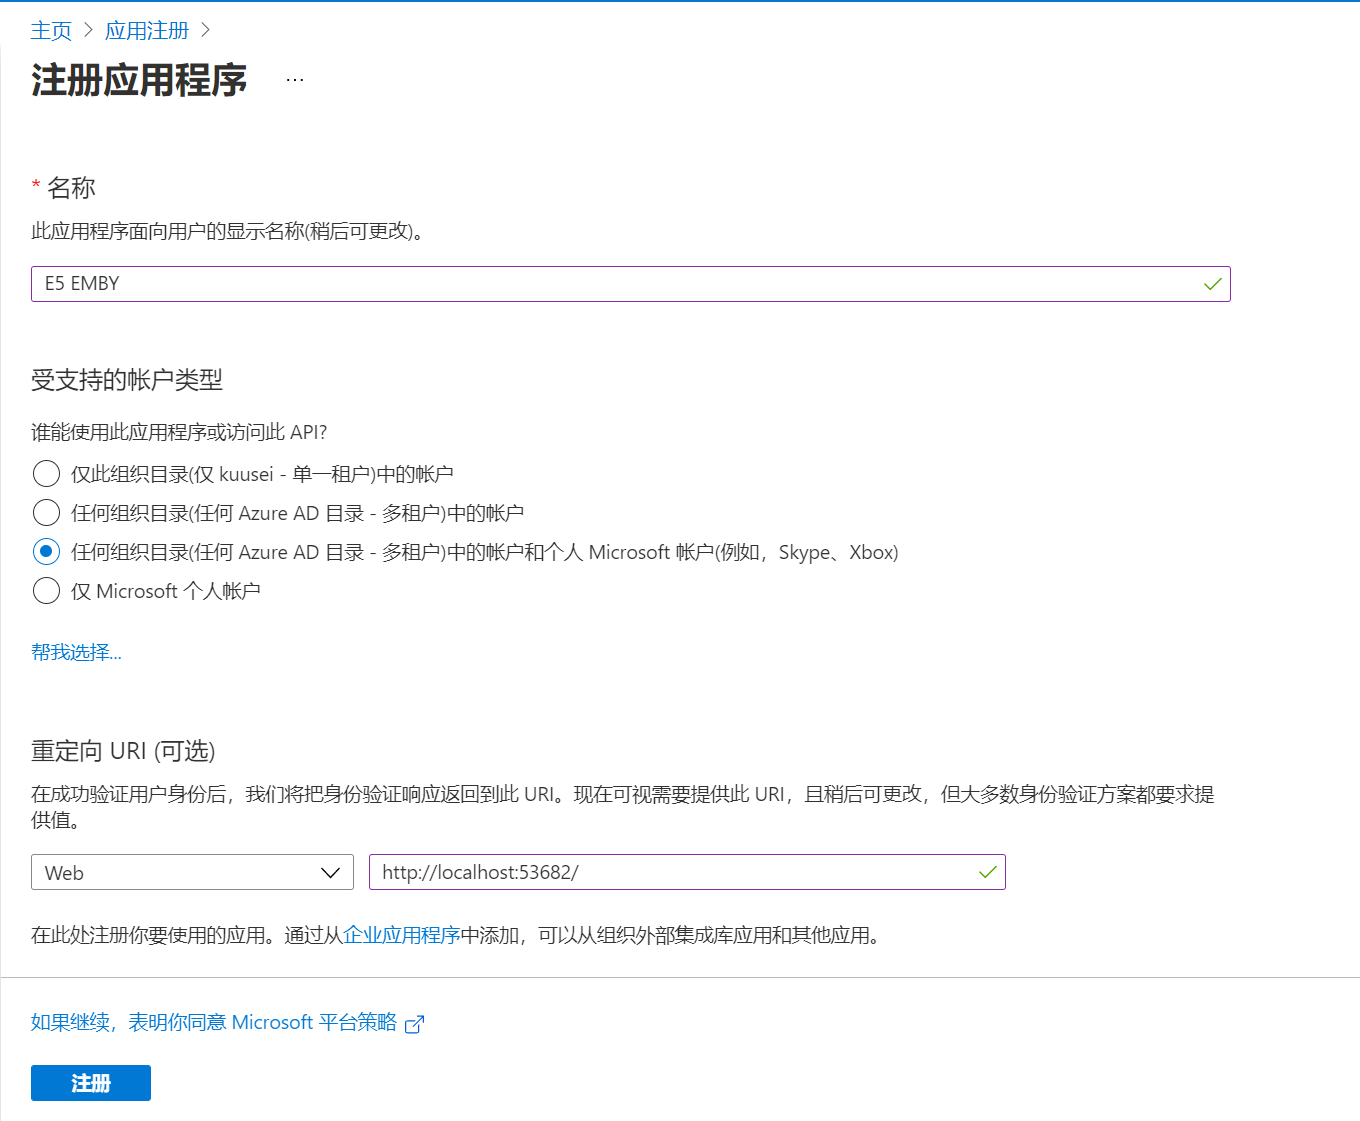 主页 > 应用注册 >
注册应用程序 ...
* 名称
此应用程序面向用户的显示名称(稍后可更改)。
E5 EMBY
受支持的帐户类型
谁能使用此应用程序或访问此 API?
仅此组织目录(仅 kuusei - 单一租户)中的帐户
任何组织目录(任何 Azure AD 目录 - 多租户)中的帐户
任何组织目录(任何 Azure AD 目录 - 多租户)中的帐户和个人 Microsoft 帐户(例如，Skype、Xbox)
仅 Microsoft 个人帐户
帮我选择...
重定向 URI (可选)
在成功验证用户身份后，我们将把身份验证响应返回到此 URI。现在可视需要提供此 URI，且稍后可更改，但大多数身份验证方案都要求提
供值。
Web http://localhost:53682/
在此处注册你要使用的应用。通过从企业应用程序中添加，可以从组织外部集成库应用和其他应用。
如果继续，表明你同意 Microsoft 平台策略
注册